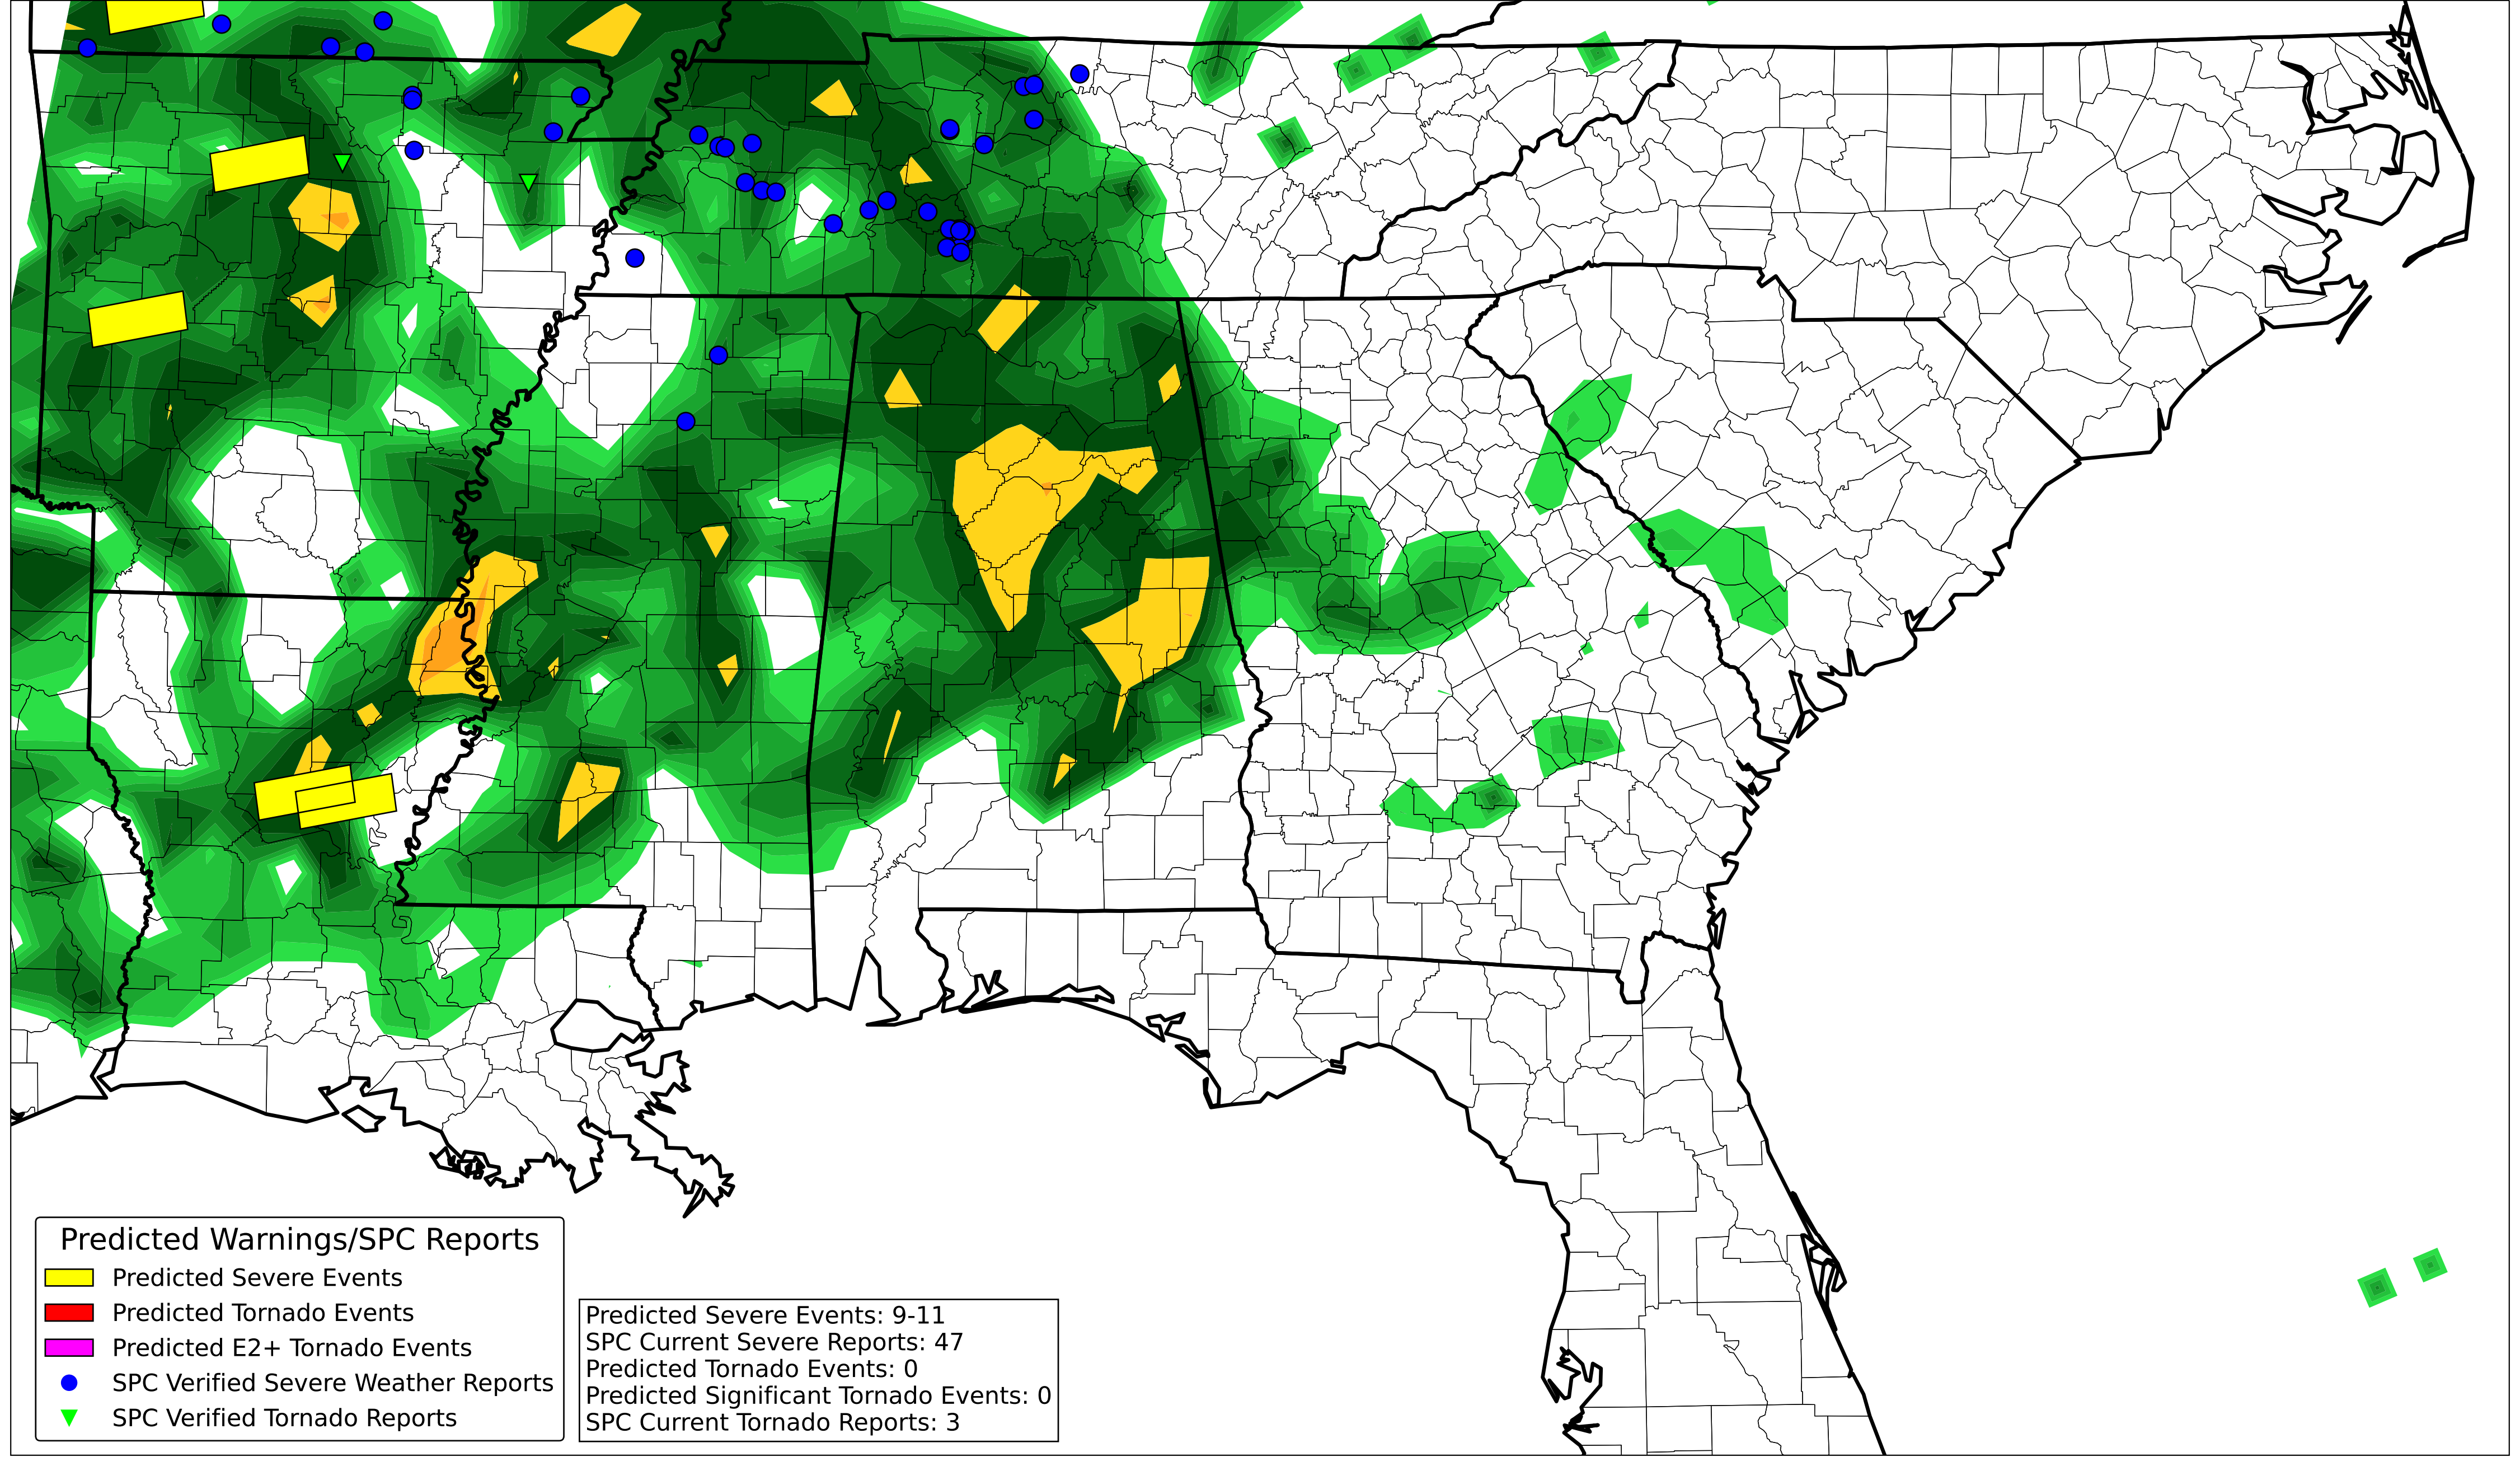 Predicted Warnings/SPC Reports
Predicted Severe Events
Predicted Tornado Events
Predicted E2+ Tornado Events
SPC Verified Severe Weather Reports
SPC Verified Tornado Reports
Predicted Severe Events: 9-11
SPC Current Severe Reports: 47
Predicted Tornado Events: 0
Predicted Significant Tornado Events: 0
SPC Current Tornado Reports: 3